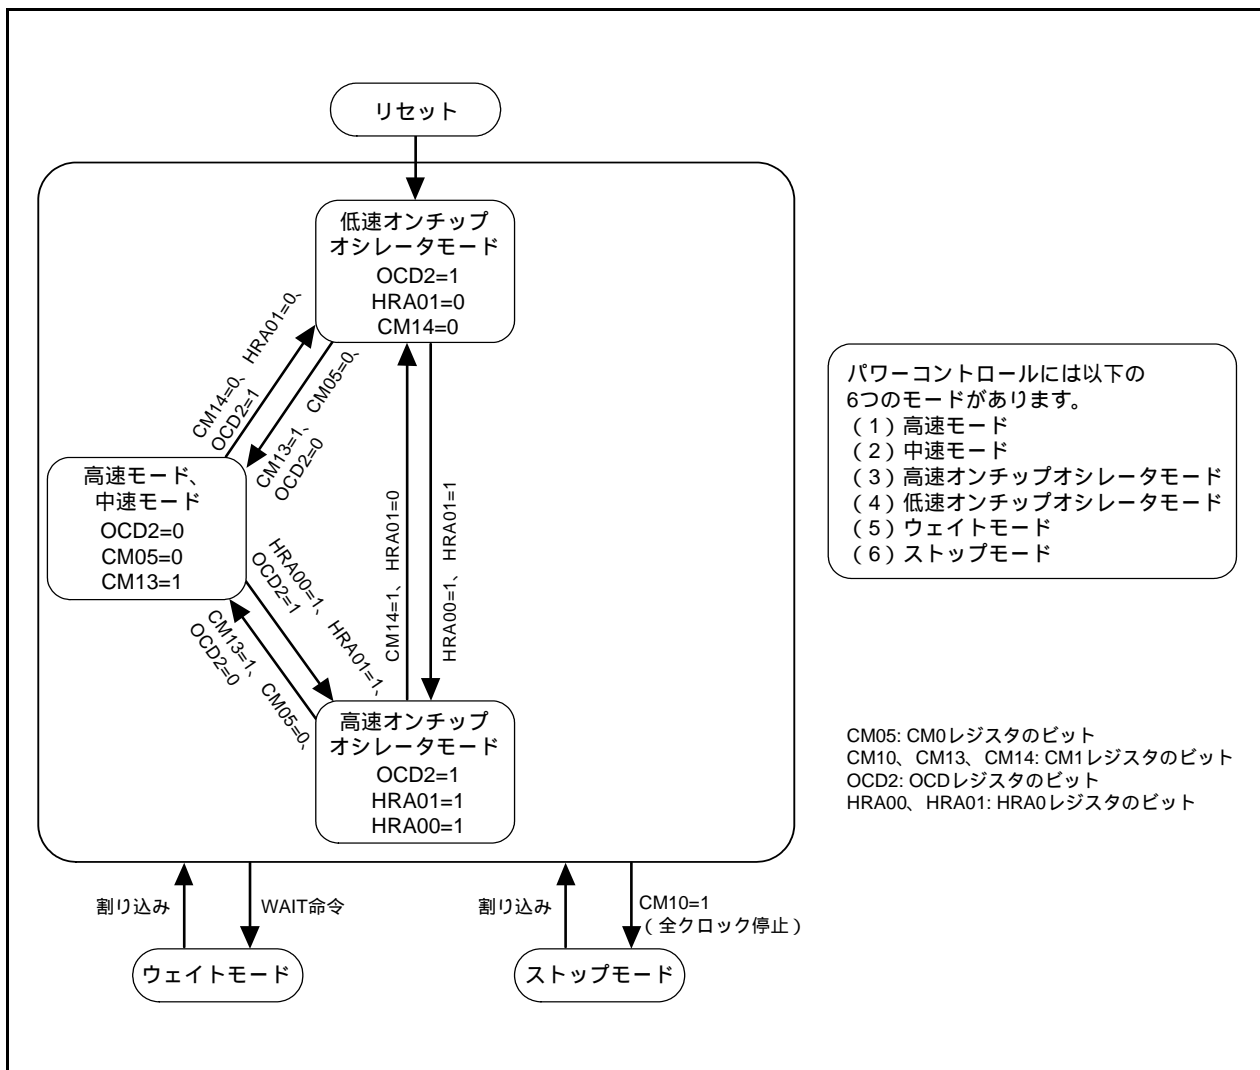 リセット
低速オンチップ
オシレータモード
OCD2=1
HRA01=0
CM14=0
CM14=0、HRA01=0、
OCD2=1
CM13=1、CM05=0、
OCD2=0
高速モード、
中速モード
OCD2=0
CM05=0
CM13=1
HRA00=1、HRA01=1、
OCD2=1
CM13=1、CM05=0、
OCD2=0
CM14=1、HRA01=0
HRA00=1、HRA01=1
高速オンチップ
オシレータモード
OCD2=1
HRA01=1
HRA00=1
割り込み
WAIT命令
割り込み
CM10=1
(全クロック停止)
ウェイトモード
ストップモード
パワーコントロールには以下の
6つのモードがあります。
(1)高速モード
(2)中速モード
(3)高速オンチップオシレータモード
(4)低速オンチップオシレータモード
(5)ウェイトモード
(6)ストップモード
CM05: CM0レジスタのビット
CM10、CM13、CM14: CM1レジスタのビット
OCD2: OCDレジスタのビット
HRA00、HRA01: HRA0レジスタのビット